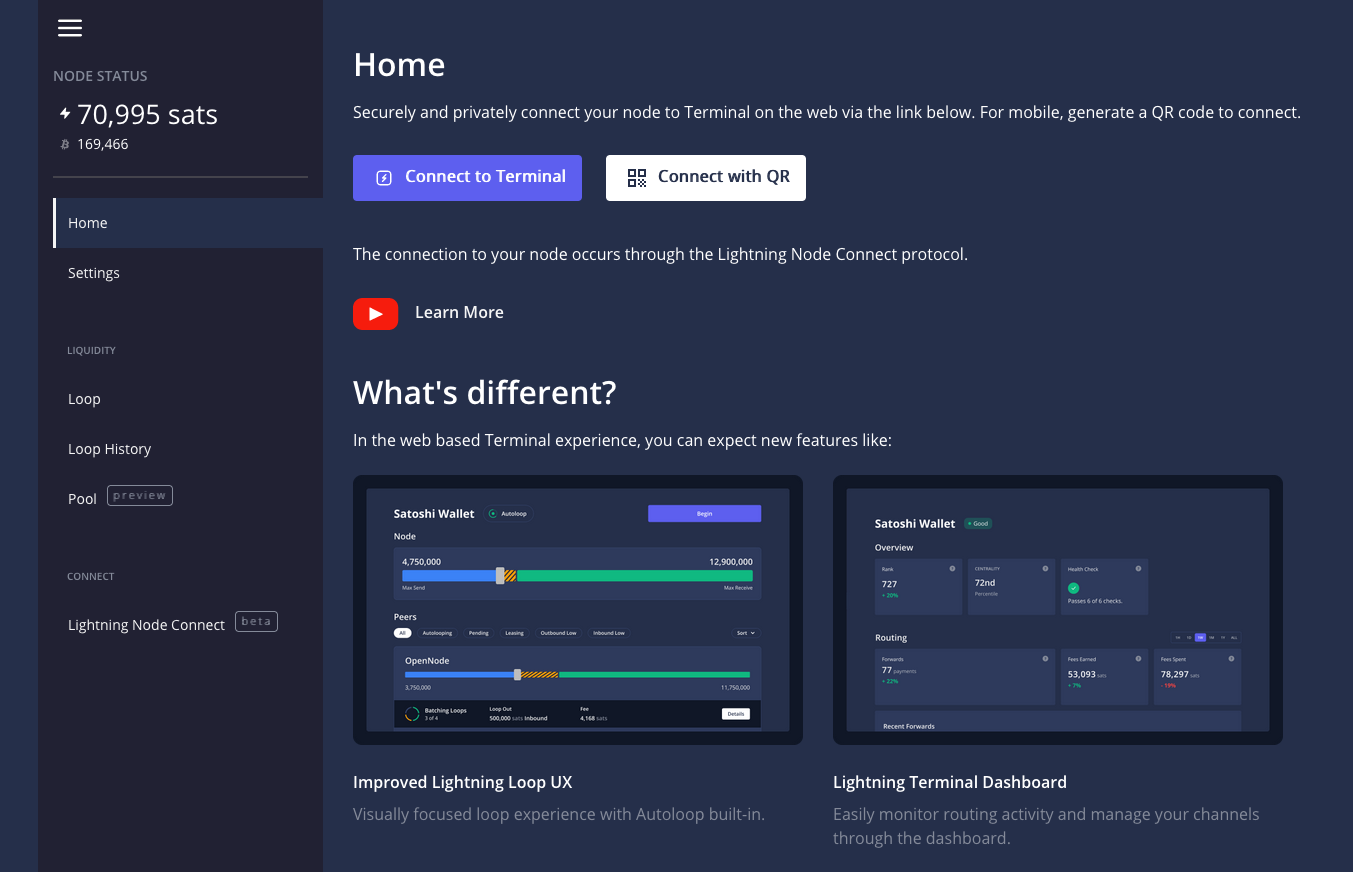 NODE STATUS
70,995 sats
169,466
Home
Settings
LIQUIDITY
Loop
Loop History
Pool preview
CONNECT
Lightning Node Connect beta
Home
Securely and privately connect your node to Terminal on the web via the link below. For mobile, generate a QR code to connect.
Connect to Terminal Connect with QR
The connection to your node occurs through the Lightning Node Connect protocol.
Learn More
What's different?
In the web based Terminal experience, you can expect new features like:
Satoshi Wallet Autoloop Begin
Node
4,750,000 12,900,000
Max Send Max Receive
Peers
All Autolooping Pending Leasing Outbound Low Inbound Low Sort
OpenNode
3,750,000 11,750,000
Batching Loops Loop Out Fee
3 of 4 500,000 sats Inbound 4,168 sats Details
Improved Lightning Loop UX
Visually focused loop experience with Autoloop built-in.
Satoshi Wallet Good
Overview
Rank CENTRALITY Health Check
727 72nd
+ 20% Percentile
Passes 6 of 6 checks.
Routing
1W 1Y ALL
Forwards Fees Earned Fees Spent
77 payments 53,093 sats 78,297 sats
+ 22% + 7% - 19%
Recent Forwards
Lightning Terminal Dashboard
Easily monitor routing activity and manage your channels
through the dashboard.